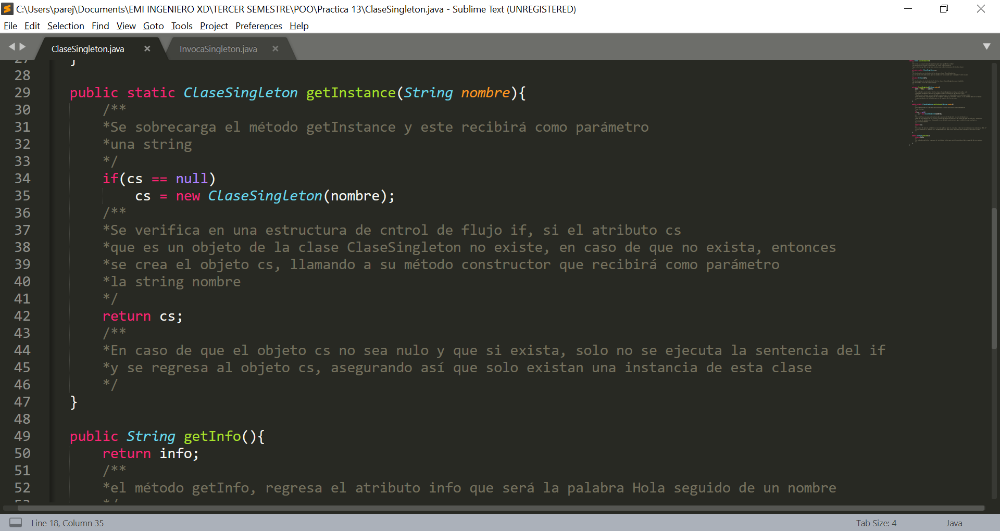 C:\Users\parej\Documents\EMI INGENIERO XD\TERCER SEMESTRE\POO\Practica 13\ClaseSingleton.java - Sublime Text (UNREGISTERED)
File Edit Selection Find View Goto Tools Project Preferences Help
ClaseSingleton.java InvocaSingleton.java
27 }
28
29 public static ClaseSingleton getInstance(String nombre){
30 /**
31 *Se sobrecarga el método getInstance y este recibirá como parámetro
32 *una string
33 */
34 if(cs == null)
35 cs = new ClaseSingleton(nombre);
36 /**
37 *Se verifica en una estructura de cntrol de flujo if, si el atributo cs
38 *que es un objeto de la clase ClaseSingleton no existe, en caso de que no exista, entonces
39 *se crea el objeto cs, llamando a su método constructor que recibirá como parámetro
40 *la string nombre
41 */
42 return cs;
43 /**
44 *En caso de que el objeto cs no sea nulo y que si exista, solo no se ejecuta la sentencia del if
45 *y se regresa al objeto cs, asegurando así que solo existan una instancia de esta clase
46 */
47 }
48
49 public String getInfo(){
50 return info;
51 /**
52 *el método getInfo, regresa el atributo info que será la palabra Hola seguido de un nombre
53 */
Line 18, Column 35 Tab Size: 4 Java